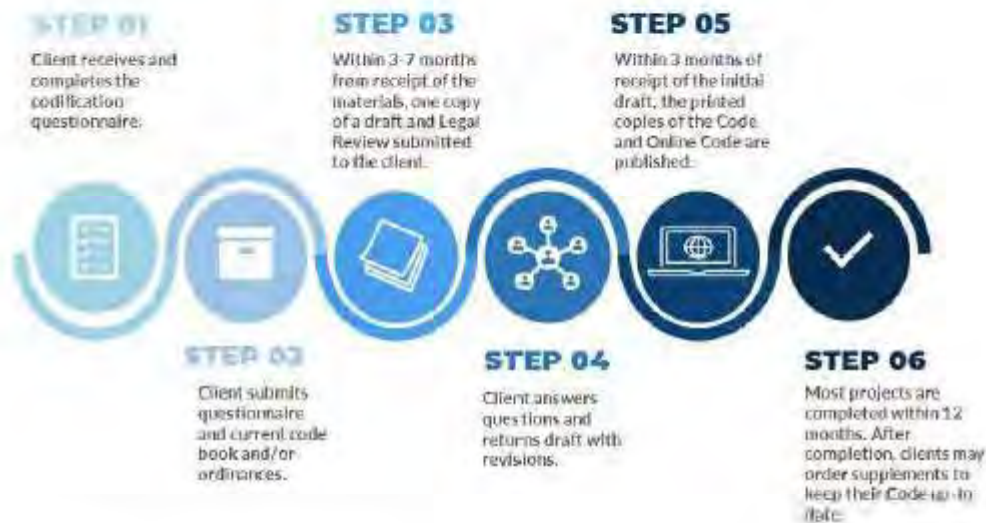 STEP 01
Client receives and
completes the
codification
questionnaire.
STEP 02
Client submits
questionnaire
and current code
book and/or
ordinances.
STEP 03
Within 3-7 months
from receipt of the
materials, one copy
of a draft and Legal
Review submitted
to the client.
STEP 04
Client answers
questions and
returns draft with
revisions.
STEP 05
Within 3 months of
receipt of the initial
draft, the printed
copies of the Code
and Online Code are
published.
STEP 06
Most projects are
completed within 12
months. After
completion, clients may
order supplements to
keep their Code up-to
date.